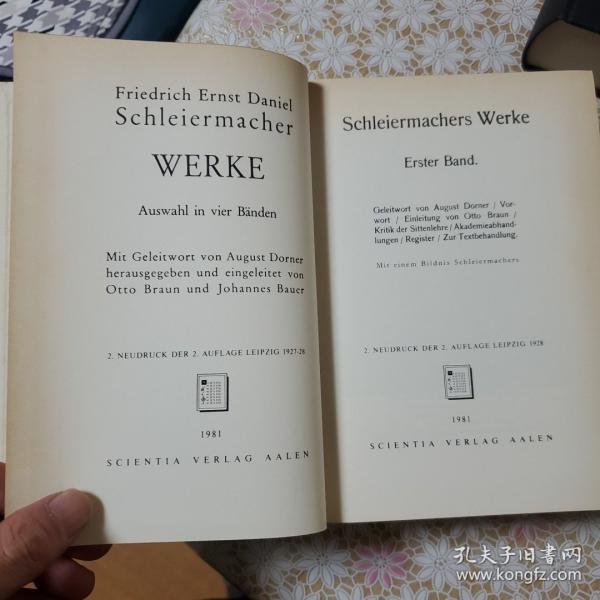 Friedrich Ernst Daniel
Schleiermacher
WERKE
Auswahl in vier Bänden
Mit Geleitwort von August Dorner
herausgegeben und eingeleitet von
Otto Braun und Johannes Bauer
2. NEUDRUCK DER 2. AUFLAGE LEIPZIG 1927-28
1981
SCIENTIA VERLAG AALEN
Schleiermachers Werke
Erster Band.
Geleitwort von August Dorner / Vor-
wort / Einleitung von Otto Braun /
Kritik der Sittenlehre / Akademieabhand-
lungen / Register / Zur Textbehandlung.
Mit einem Bildnis Schleiermachers
2. NEUDRUCK DER 2. AUFLAGE LEIPZIG 1928
1981
SCIENTIA VERLAG AALEN
孔夫子旧书网
www.kongfz.com